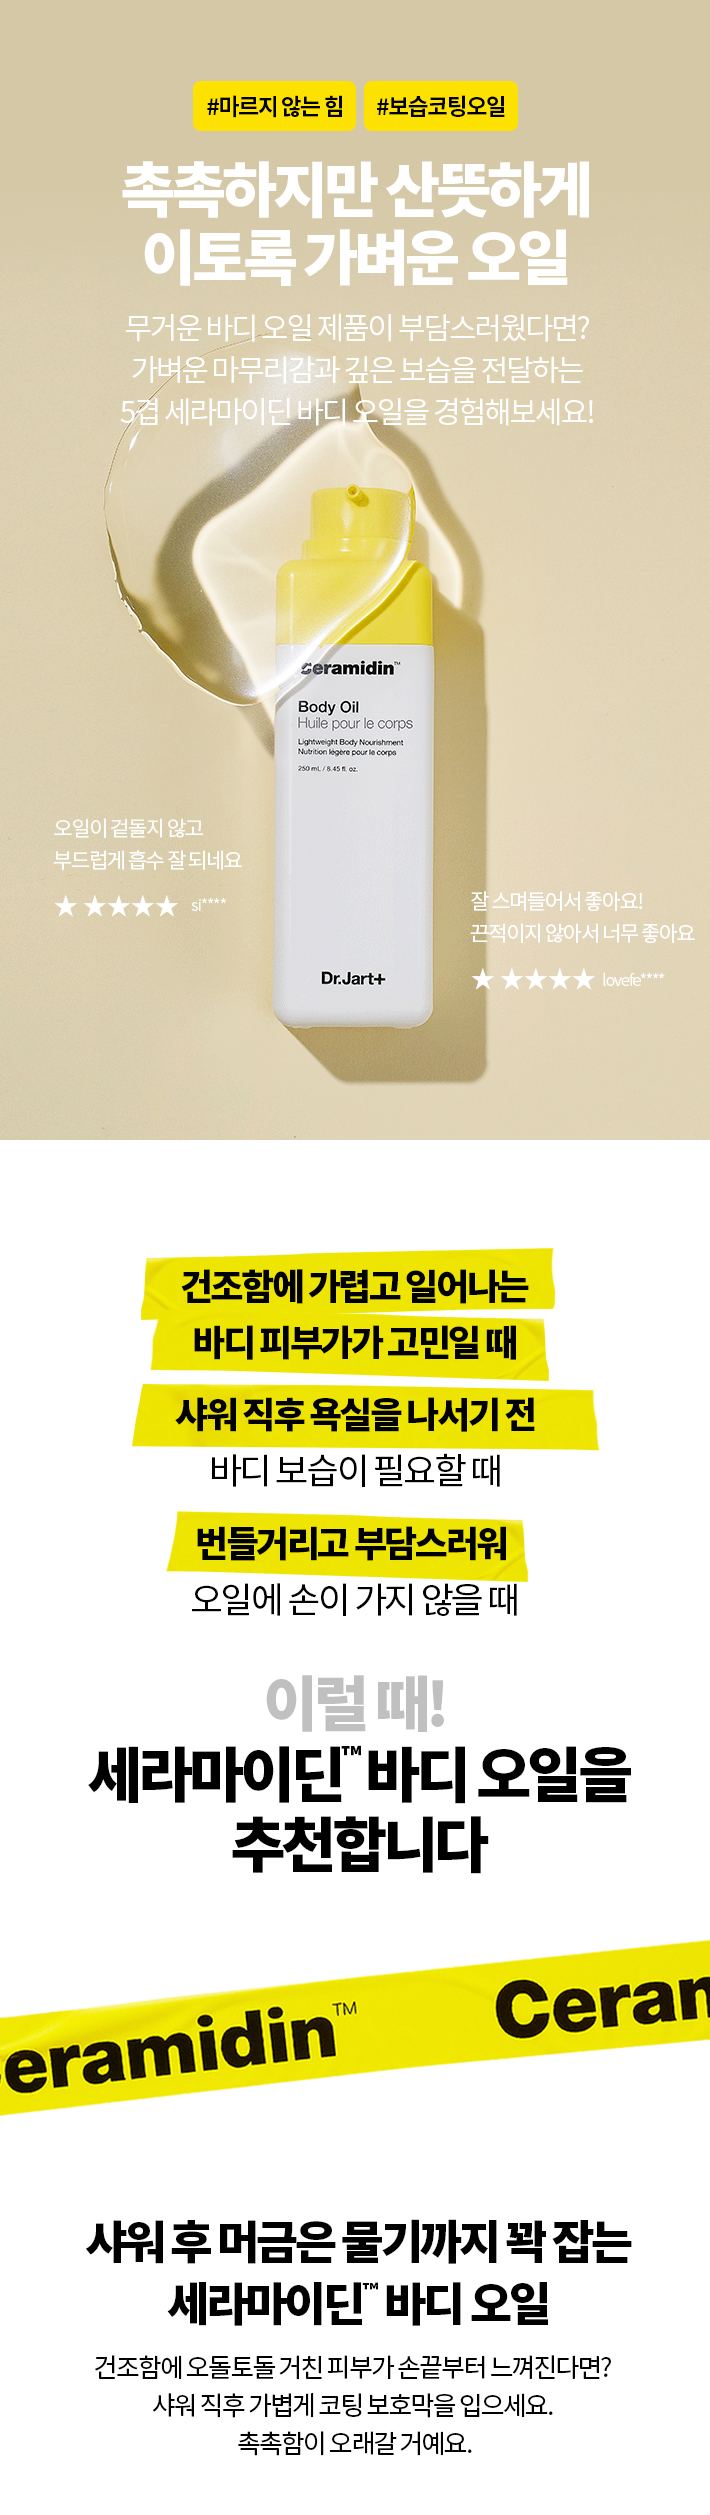 #마르지 않는 힘
#보습코팅오일
촉촉하지만 산뜻하게
이토록 가벼운 오일
무거운 바디 오일 제품이 부담스러웠다면?
가벼운 마무리감과 깊은 보습을 전달하는
5겹 세라마이딘 바디 오일을 경험해보세요!
Ceramidin™
Body Oil
Huile pour le corps
Lightweight Body Nourishment
Nutrition légère pour le corps
250 mL / 8.45 fl. oz.
오일이 겉돌지 않고
부드럽게 흡수 잘 되네요
★ ★★★★ si****
잘 스며들어서 좋아요!
끈적이지 않아서 너무 좋아요
★ ★★★★ lovefe****
Dr.Jart+
건조함에 가렵고 일어나는
바디 피부가가 고민일 때
샤워 직후 욕실을 나서기 전
바디 보습이 필요할 때
번들거리고 부담스러워
오일에 손이 가지 않을 때
이럴 때!
세라마이딘™ 바디 오일을
추천합니다
eramidin™ Ceram
샤워 후 머금은 물기까지 꽉 잡는
세라마이딘™ 바디 오일
건조함에 오돌토돌 거친 피부가 손끝부터 느껴진다면?
샤워 직후 가볍게 코팅 보호막을 입으세요.
촉촉함이 오래갈 거예요.